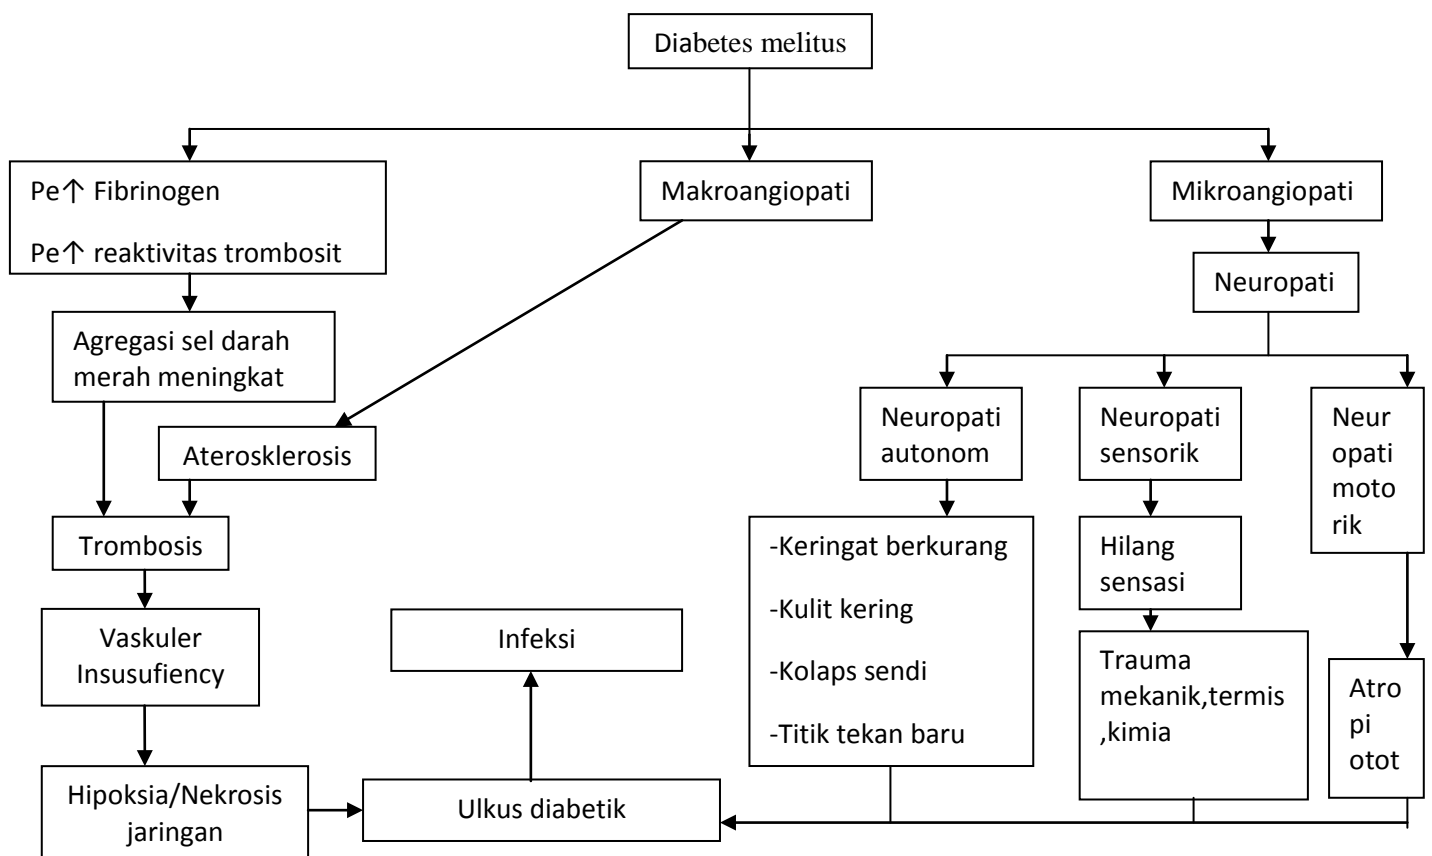 Diabetes melitus
Pe↑ Fibrinogen
Pe↑ reaktivitas trombosit
Makroangiopati
Mikroangiopati
Neuropati
Agregasi sel darah
merah meningkat
Aterosklerosis
Neuropati
autonom
Neuropati
sensorik
Neur
opati
moto
rik
Trombosis
-Keringat berkurang
-Kulit kering
-Kolaps sendi
-Titik tekan baru
Hilang
sensasi
Vaskuler
Insusufiency
Infeksi
Trauma
mekanik,termis
,kimia
Atro
pi
otot
Hipoksia/Nekrosis
jaringan
Ulkus diabetik